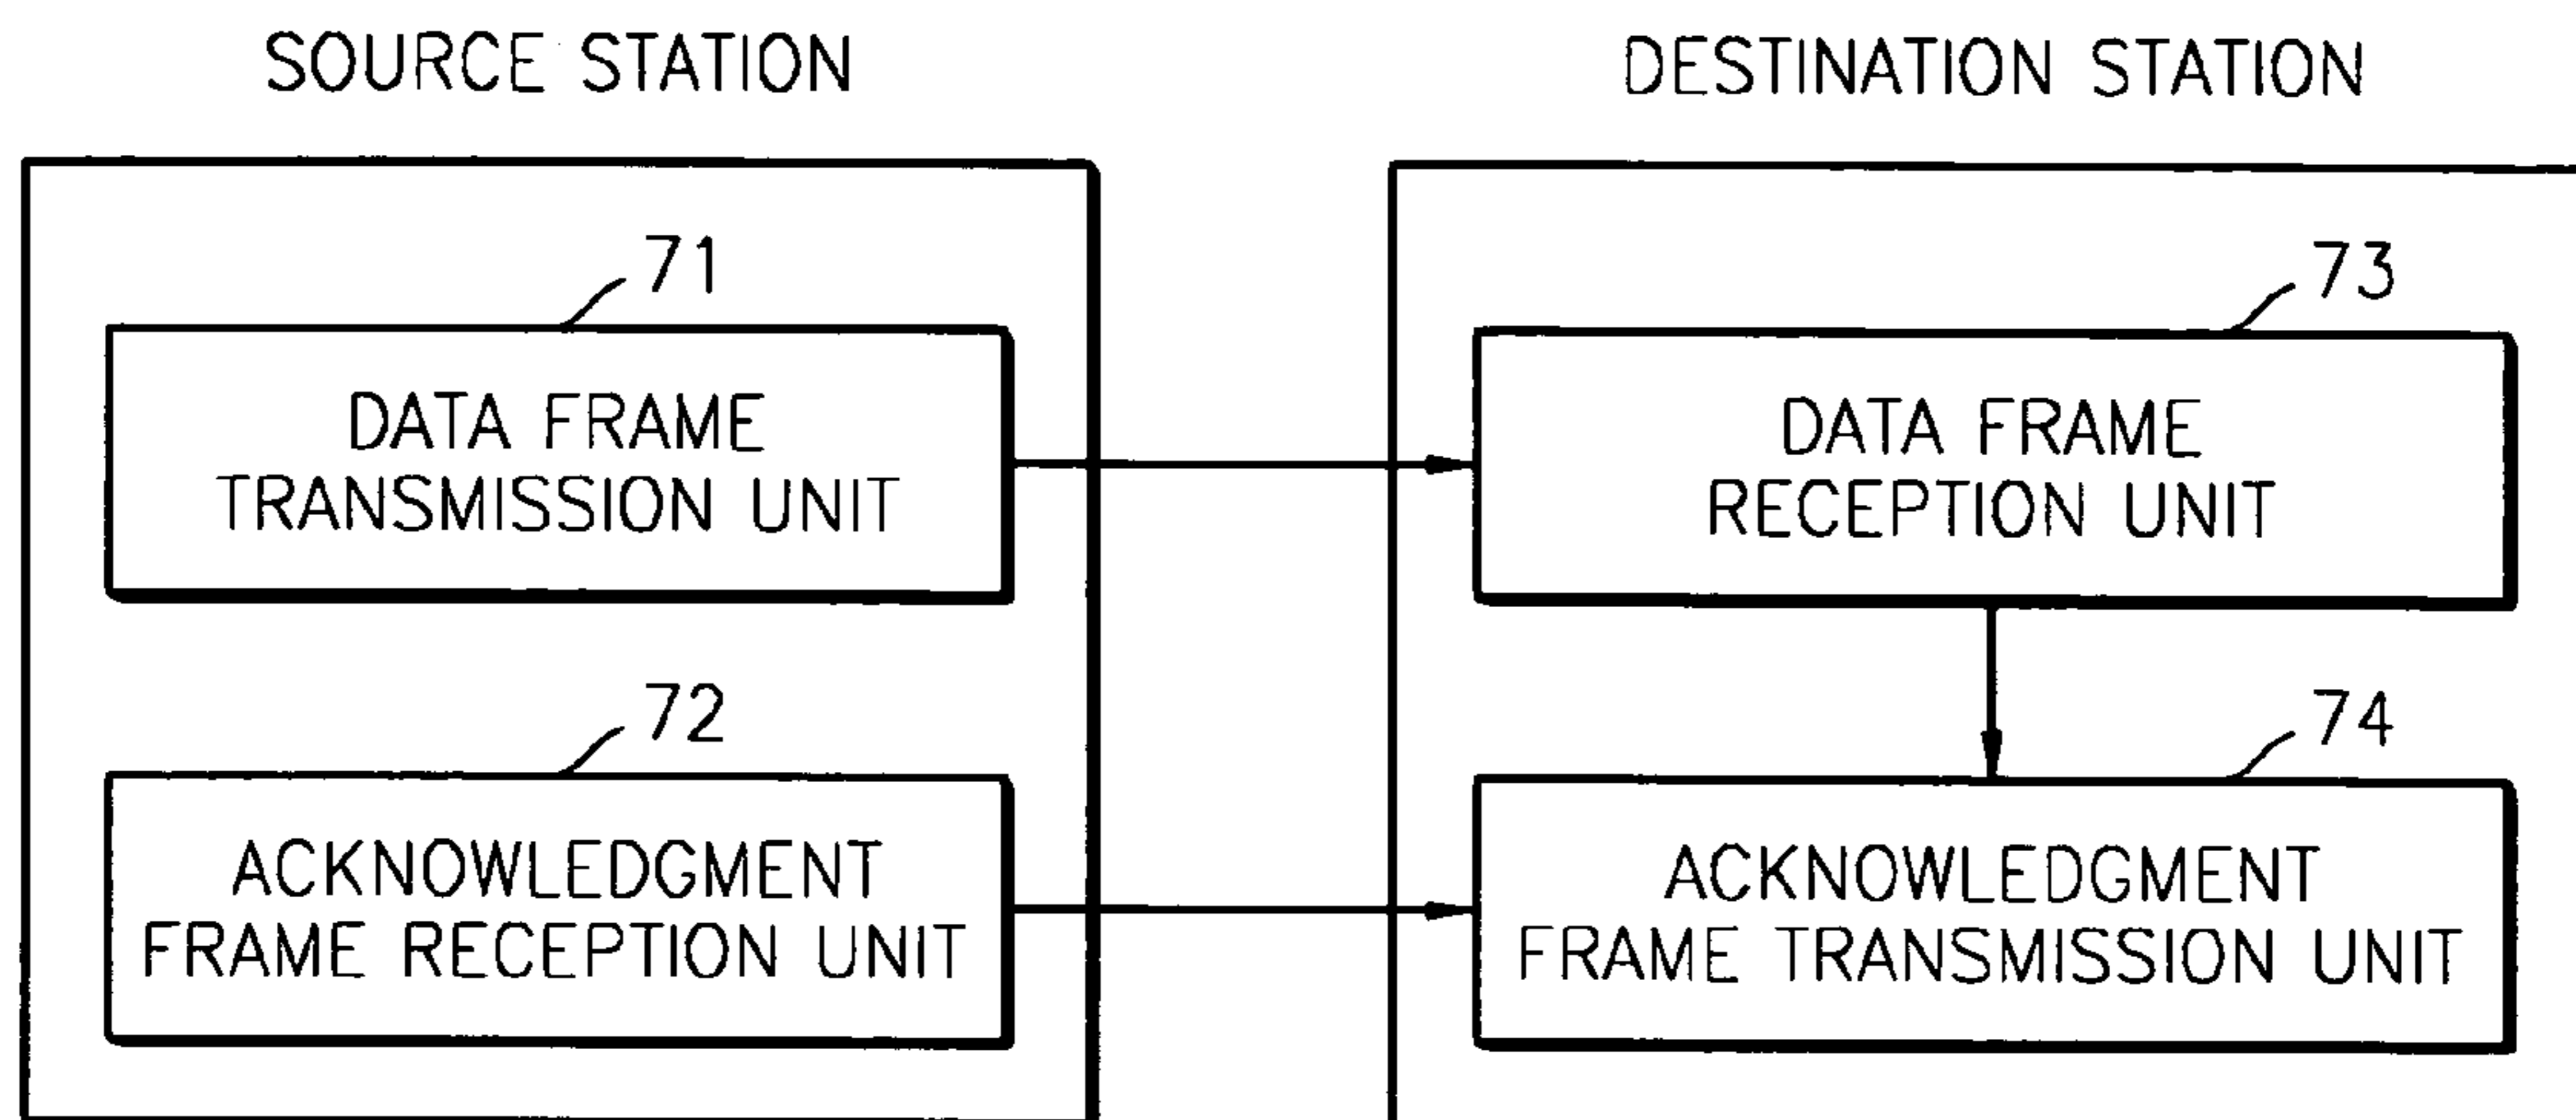 SOURCE STATION
DESTINATION STATION
71
DATA FRAME
TRANSMISSION UNIT
73
DATA FRAME
RECEPTION UNIT
72
ACKNOWLEDGMENT
FRAME RECEPTION UNIT
74
ACKNOWLEDGMENT
FRAME TRANSMISSION UNIT